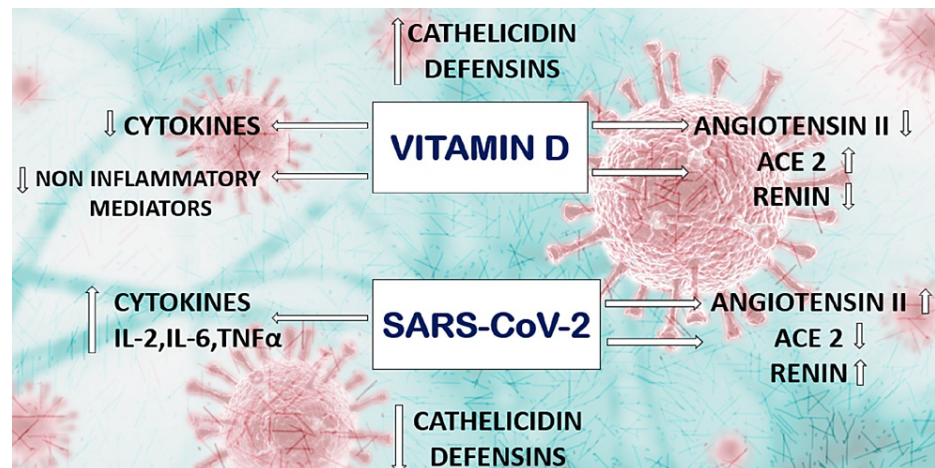 CATHELICIDIN
DEFENSINS
CYTOKINES
NON INFLAMMATORY
MEDIATORS
VITAMIN D
ANGIOTENSIN II
ACE 2
RENIN
CYTOKINES
IL-2,IL-6,TNFα
SARS-CoV-2
ANGIOTENSIN II
ACE 2
RENIN
CATHELICIDIN
DEFENSINS